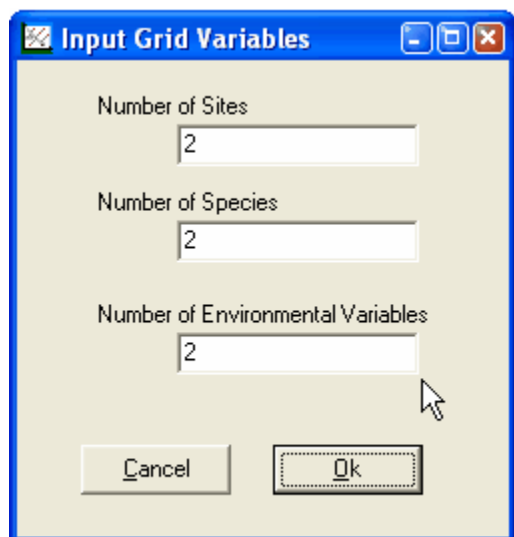 Input Grid Variables
Number of Sites
2
Number of Species
2
Number of Environmental Variables
2
Cancel Ok